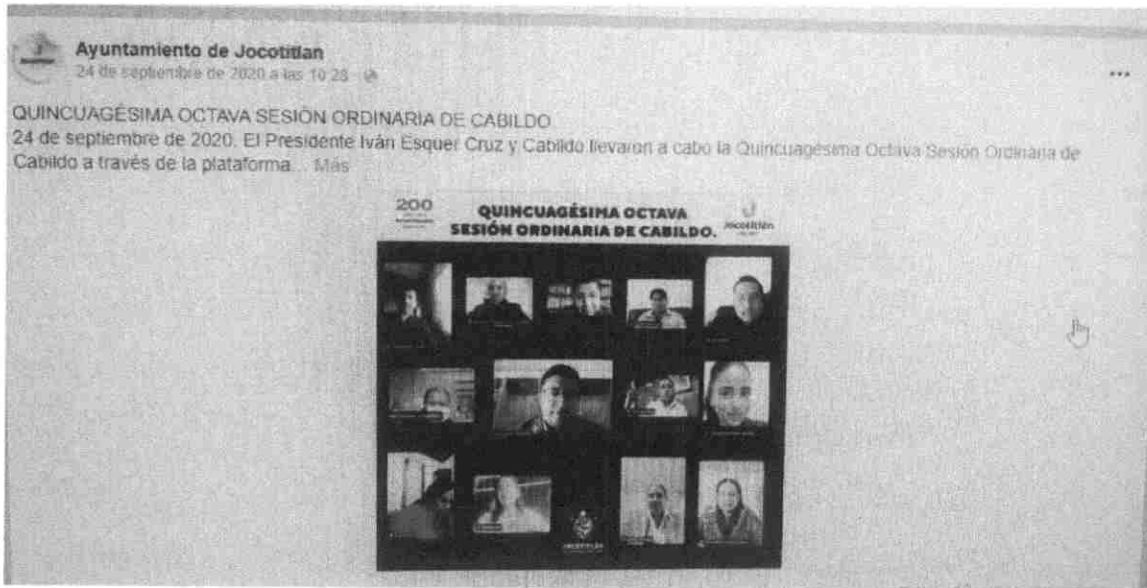 Ayuntamiento de Jocotitlan
24 de septiembre de 2020 a las 10:28
QUINCUAGÉSIMA OCTAVA SESIÓN ORDINARIA DE CABILDO
24 de septiembre de 2020. El Presidente Iván Esquer Cruz y Cabildo llevaron a cabo la Quincuagésima Octava Sesión Ordinaria de
Cabildo a través de la plataforma... Más
200
QUINCUAGÉSIMA OCTAVA
SESIÓN ORDINARIA DE CABILDO.
Jocotitlán
JOCOTITLÁN